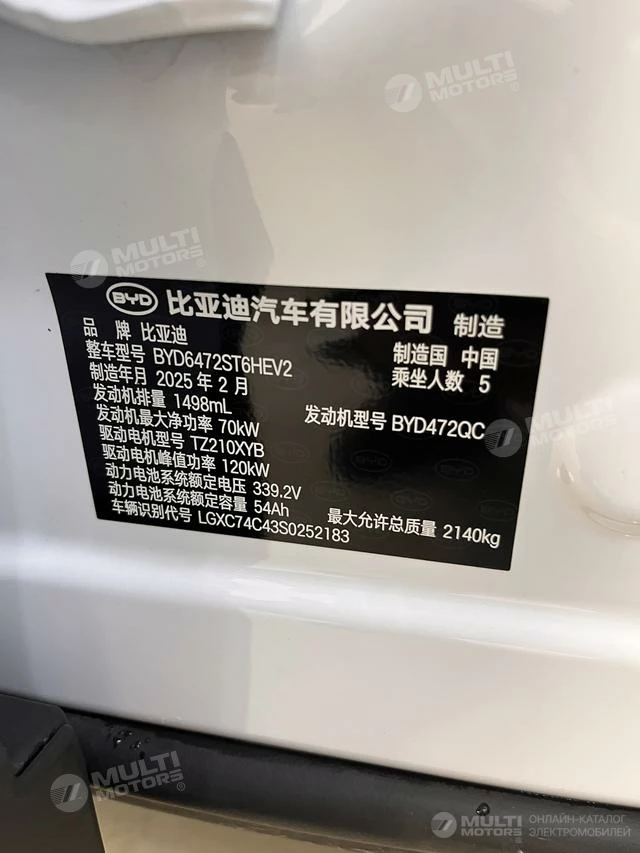 MULTI
MOTORS®
MULTI
MOTORS®
BYD 比亚迪汽车有限公司 制造
品 牌 比亚迪
制造国 中国
整车型号 BYD6472ST6HEV2
乘坐人数 5
制造年月 2025 年 2 月
发动机排量 1498mL
发动机型号 BYD472QC
发动机最大净功率 70kW
驱动电机型号 TZ210XYB
驱动电机峰值功率 120kW
动力电池系统额定电压 339.2V
动力电池系统额定容量 54Ah
最大允许总质量 2140kg
车辆识别代号 LGXC74C43S0252183
MULTI
MOTORS®
MULTI
MOTORS®
MULTI
MOTORS®
ОНЛАЙН-КАТАЛОГ
ЭЛЕКТРОМОБИЛЕЙ